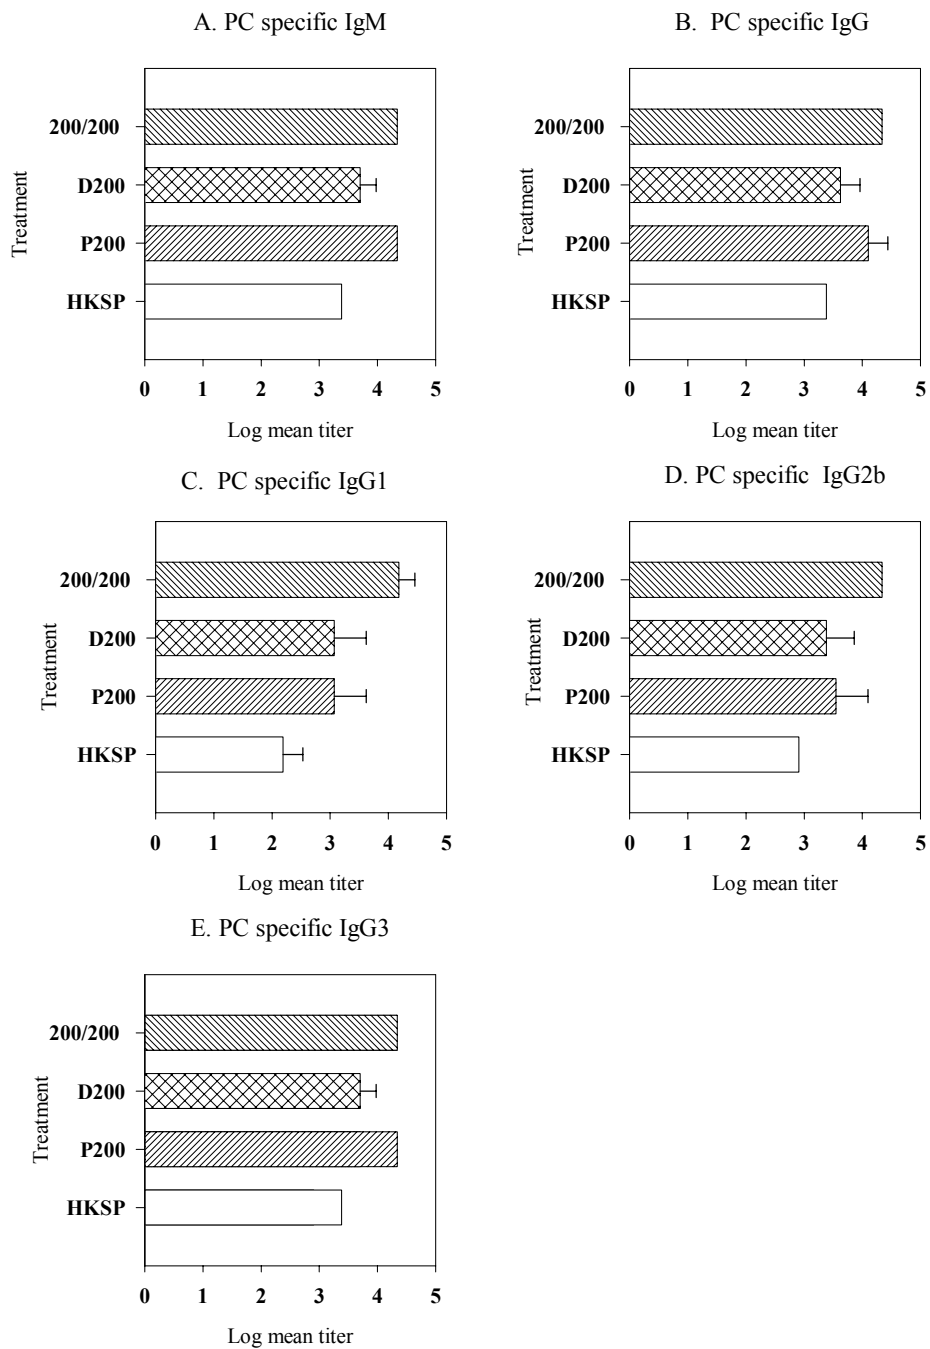 A. PC specific IgM
Treatment
200/200
D200
P200
HKSP
0 1 2 3 4 5
Log mean titer
B. PC specific IgG
Treatment
200/200
D200
P200
HKSP
0 1 2 3 4 5
Log mean titer
C. PC specific IgG1
Treatment
200/200
D200
P200
HKSP
0 1 2 3 4 5
Log mean titer
D. PC specific IgG2b
Treatment
200/200
D200
P200
HKSP
0 1 2 3 4 5
Log mean titer
E. PC specific IgG3
Treatment
200/200
D200
P200
HKSP
0 1 2 3 4 5
Log mean titer